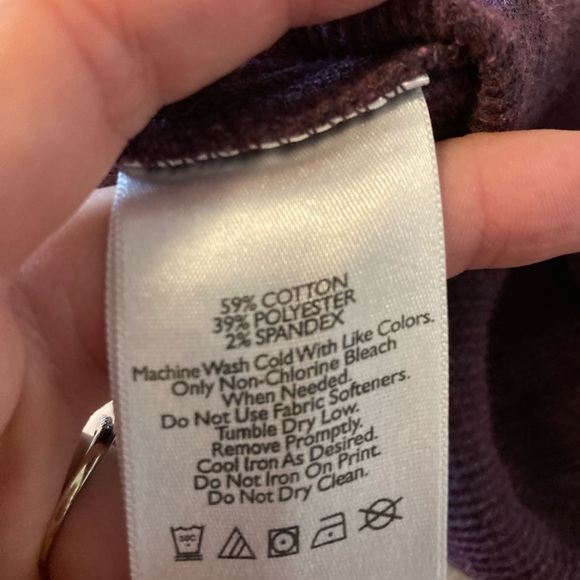 59% COTTON
39% POLYESTER
2% SPANDEX
Machine Wash Cold With Like Colors.
Only Non-Chlorine Bleach
When Needed.
Do Not Use Fabric Softeners.
Tumble Dry Low.
Remove Promptly.
Cool Iron As Desired.
Do Not Iron On Print.
Do Not Dry Clean.
30C